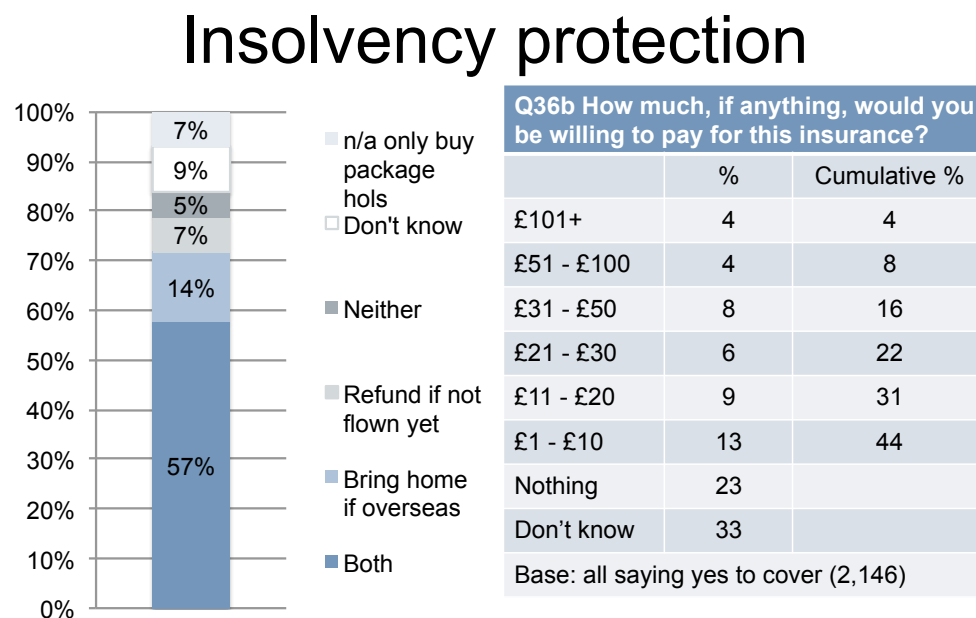 Insolvency protection
100%
90%
80%
70%
60%
50%
40%
30%
20%
10%
0%
7%
9%
5%
7%
14%
57%
n/a only buy
package
hols
Don't know
Neither
Refund if not
flown yet
Bring home
if overseas
Both
Q36b How much, if anything, would you
be willing to pay for this insurance?
% Cumulative %
£101+ 4 4
£51 - £100 4 8
£31 - £50 8 16
£21 - £30 6 22
£11 - £20 9 31
£1 - £10 13 44
Nothing 23
Don’t know 33
Base: all saying yes to cover (2,146)